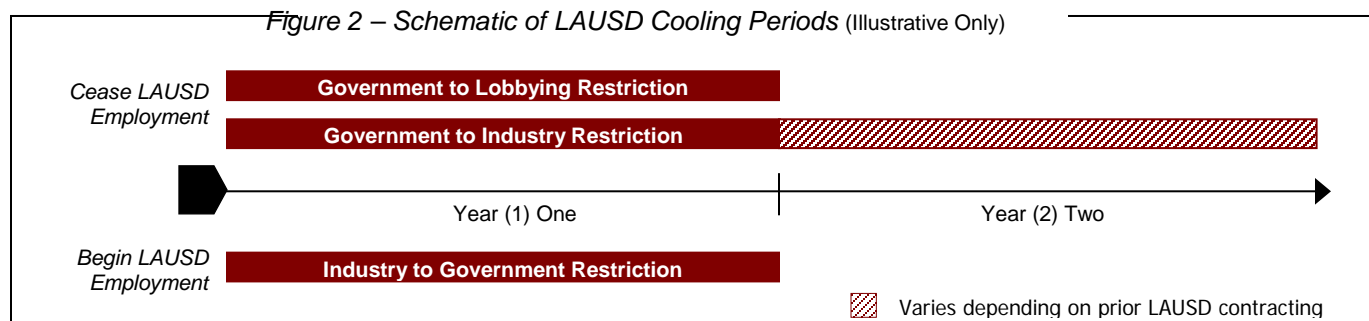 Figure 2 – Schematic of LAUSD Cooling Periods (Illustrative Only)
Cease LAUSD
Employment
Government to Lobbying Restriction
Government to Industry Restriction
Year (1) One
Year (2) Two
Begin LAUSD
Employment
Industry to Government Restriction
Varies depending on prior LAUSD contracting